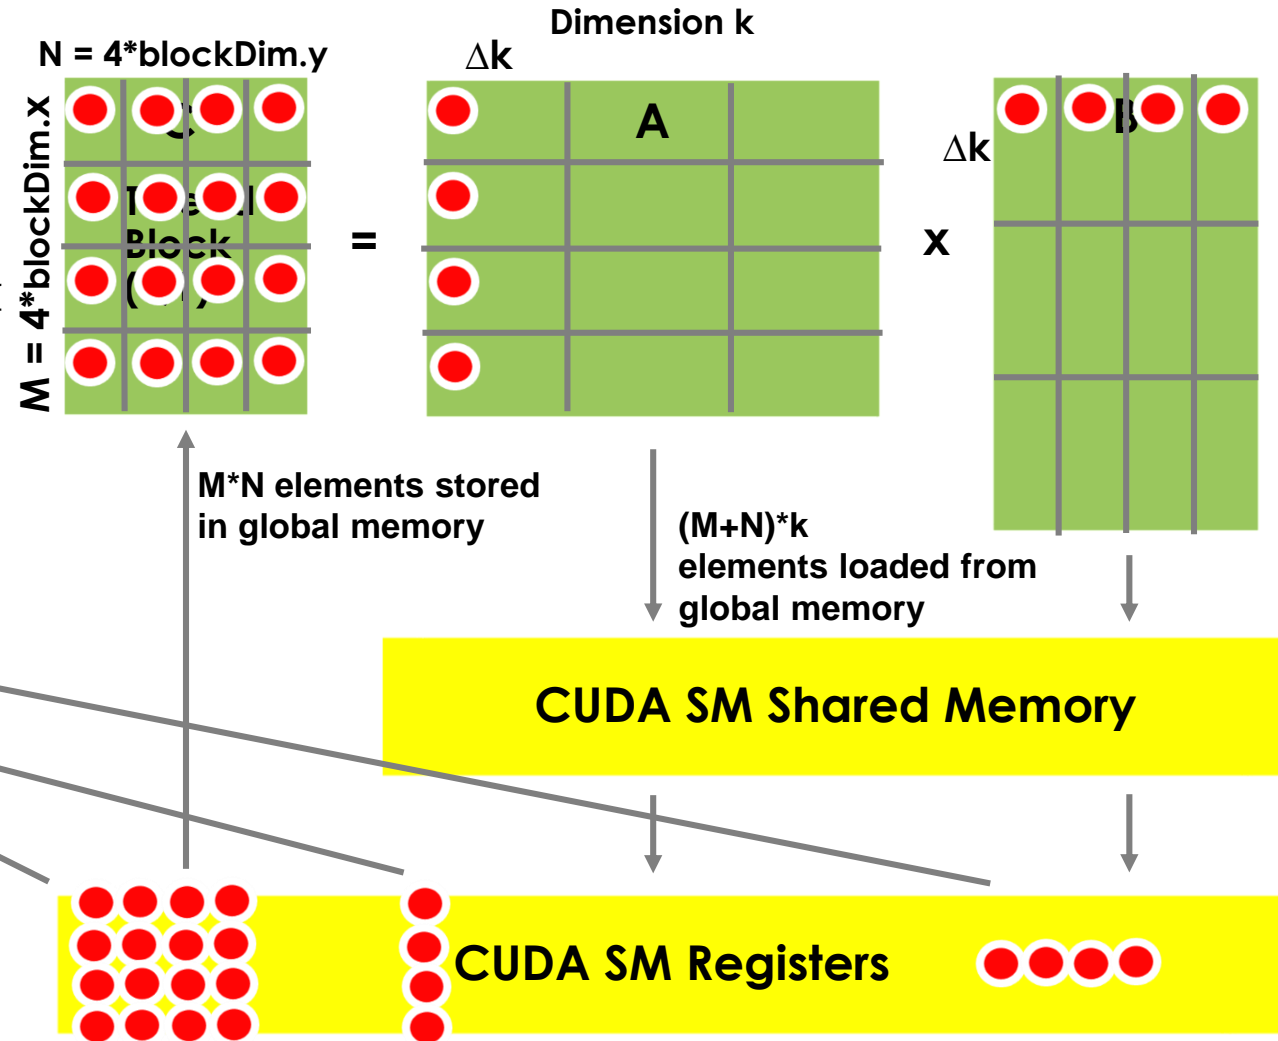 Dimension k
N = 4*blockDim.y
Δk
M = 4*blockDim.x
C
A
B
Δk
Block
=
x
M*N elements stored
in global memory
(M+N)*k
elements loaded from
global memory
CUDA SM Shared Memory
CUDA SM Registers